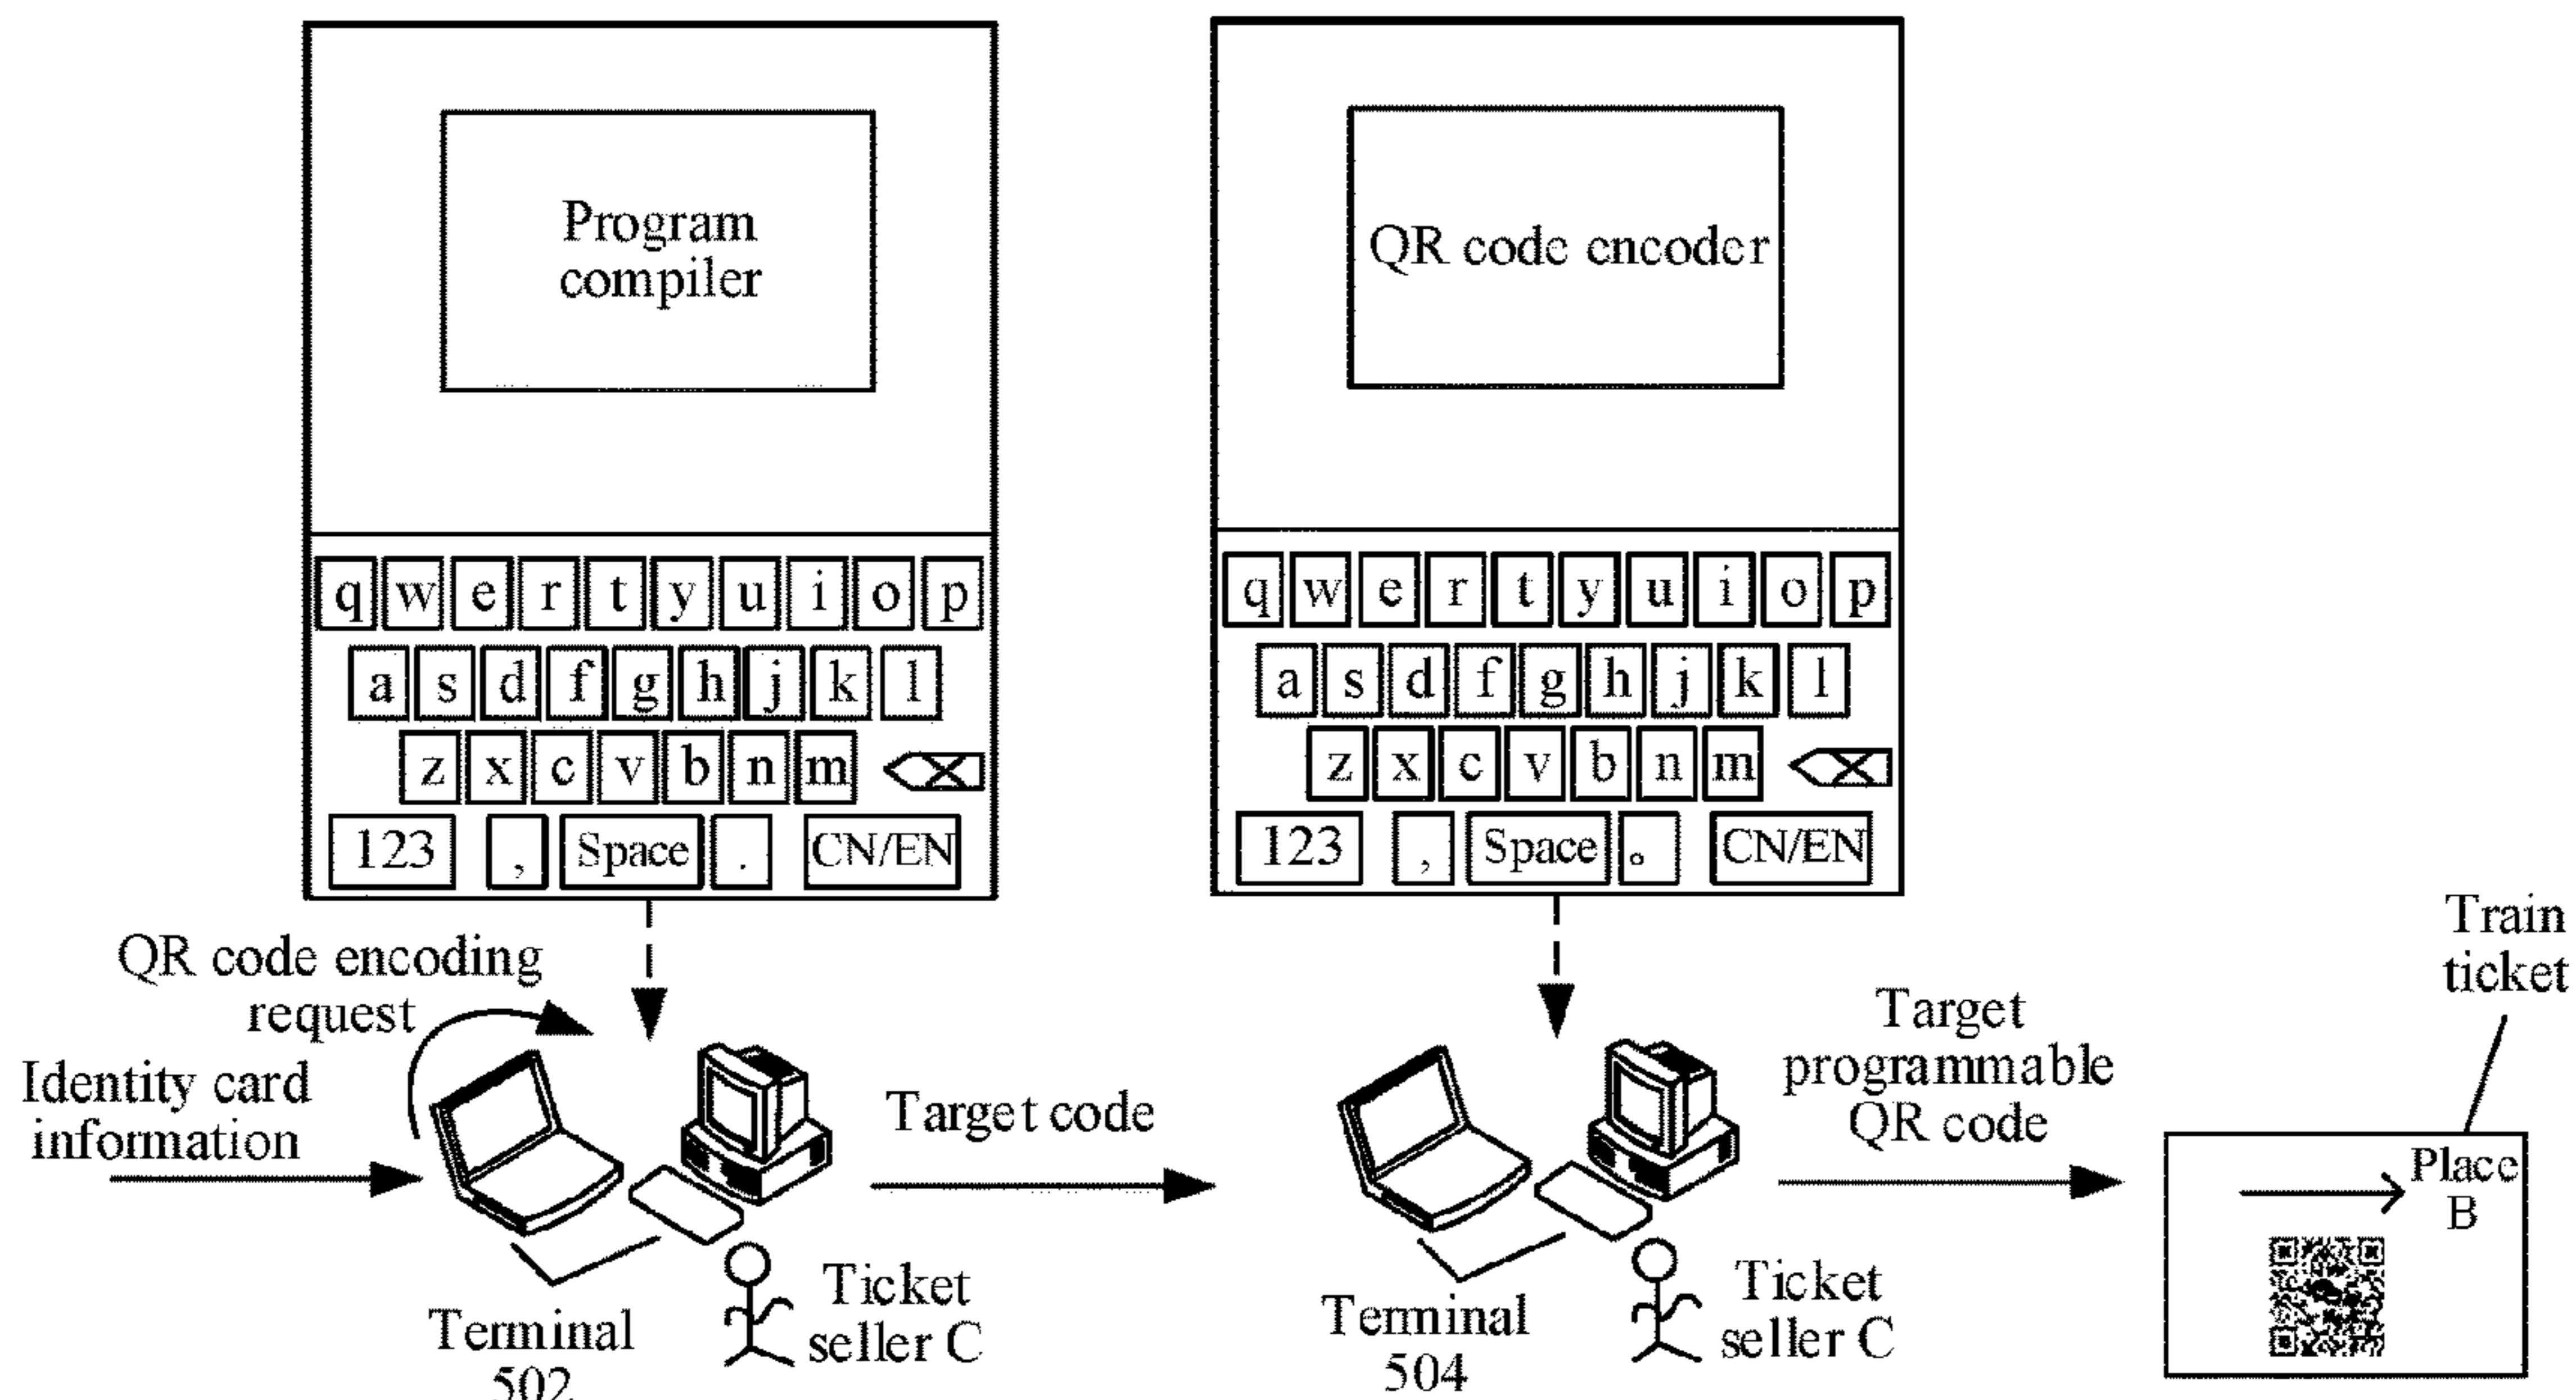 Program
compiler
q w e r t y u i o p
a s d f g h j k l
z x c v b n m
123 , Space . CN/EN
QR code encoder
q w e r t y u i o p
a s d f g h j k l
z x c v b n m
123 , Space 。 CN/EN
QR code encoding
request
Identity card
information
Terminal
502
Ticket
seller C
Target code
Terminal
504
Ticket
seller C
Target
programmable
QR code
Train
ticket
Place
B